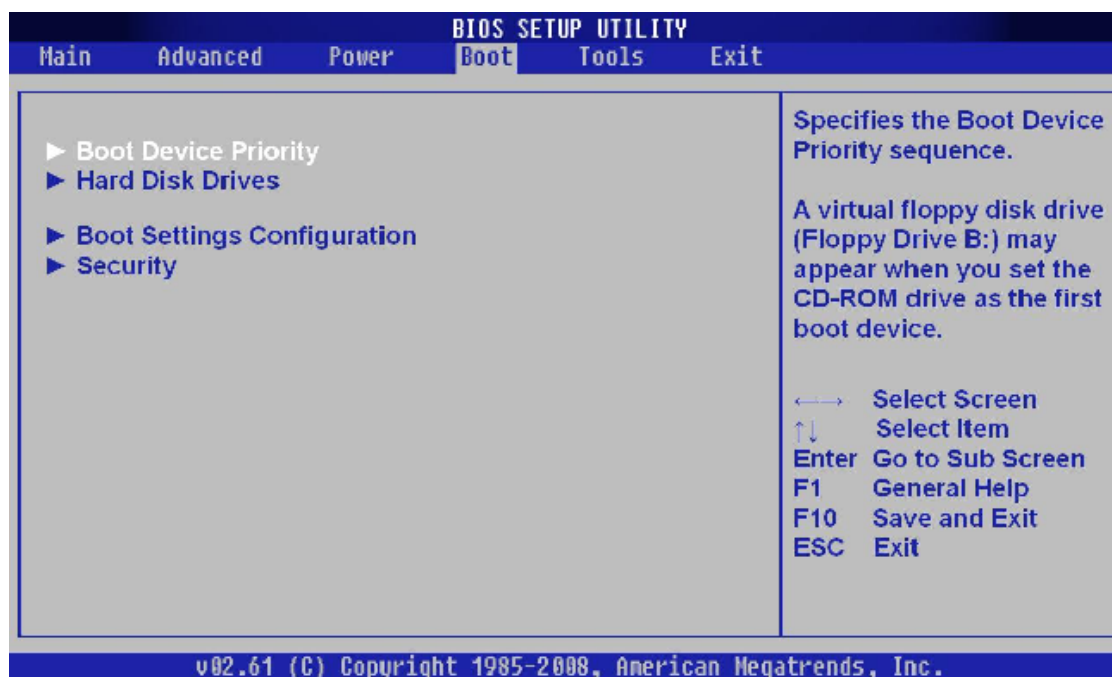 BIOS SETUP UTILITY
Main Advanced Power Boot Tools Exit
► Boot Device Priority
► Hard Disk Drives
► Boot Settings Configuration
► Security
Specifies the Boot Device
Priority sequence.
A virtual floppy disk drive
(Floppy Drive B:) may
appear when you set the
CD-ROM drive as the first
boot device.
←→ Select Screen
↑↓ Select Item
Enter Go to Sub Screen
F1 General Help
F10 Save and Exit
ESC Exit
v02.61 (C) Copyright 1985-2008, American Megatrends, Inc.